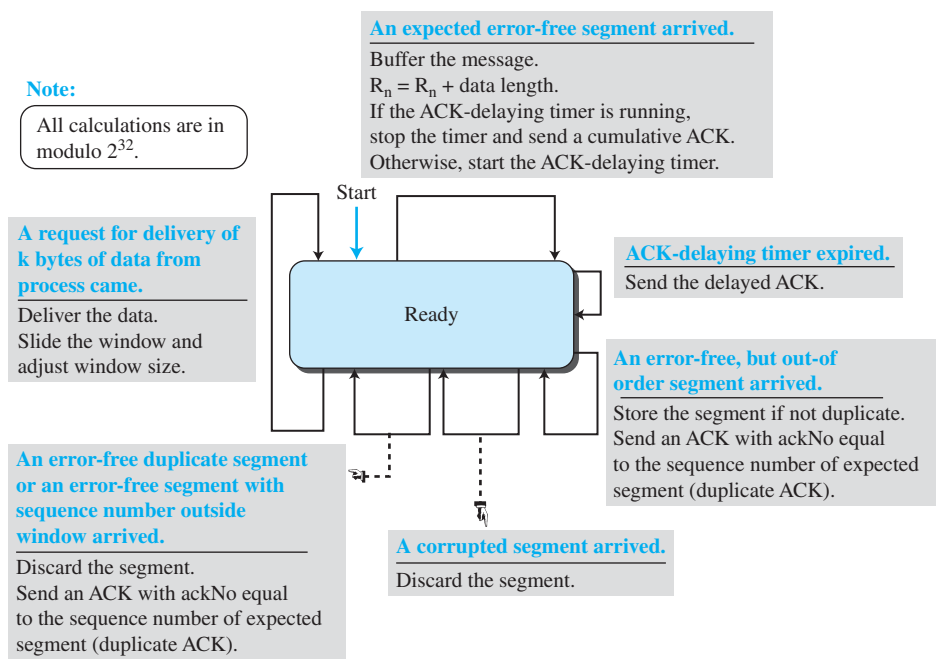 An expected error-free segment arrived.
Buffer the message.
Rₙ = Rₙ + data length.
If the ACK-delaying timer is running,
stop the timer and send a cumulative ACK.
Otherwise, start the ACK-delaying timer.
Note:
All calculations are in
modulo 2³².
Start
A request for delivery of
k bytes of data from
process came.
Deliver the data.
Slide the window and
adjust window size.
Ready
ACK-delaying timer expired.
Send the delayed ACK.
An error-free, but out-of
order segment arrived.
Store the segment if not duplicate.
Send an ACK with ackNo equal
to the sequence number of expected
segment (duplicate ACK).
An error-free duplicate segment
or an error-free segment with
sequence number outside
window arrived.
Discard the segment.
Send an ACK with ackNo equal
to the sequence number of expected
segment (duplicate ACK).
A corrupted segment arrived.
Discard the segment.